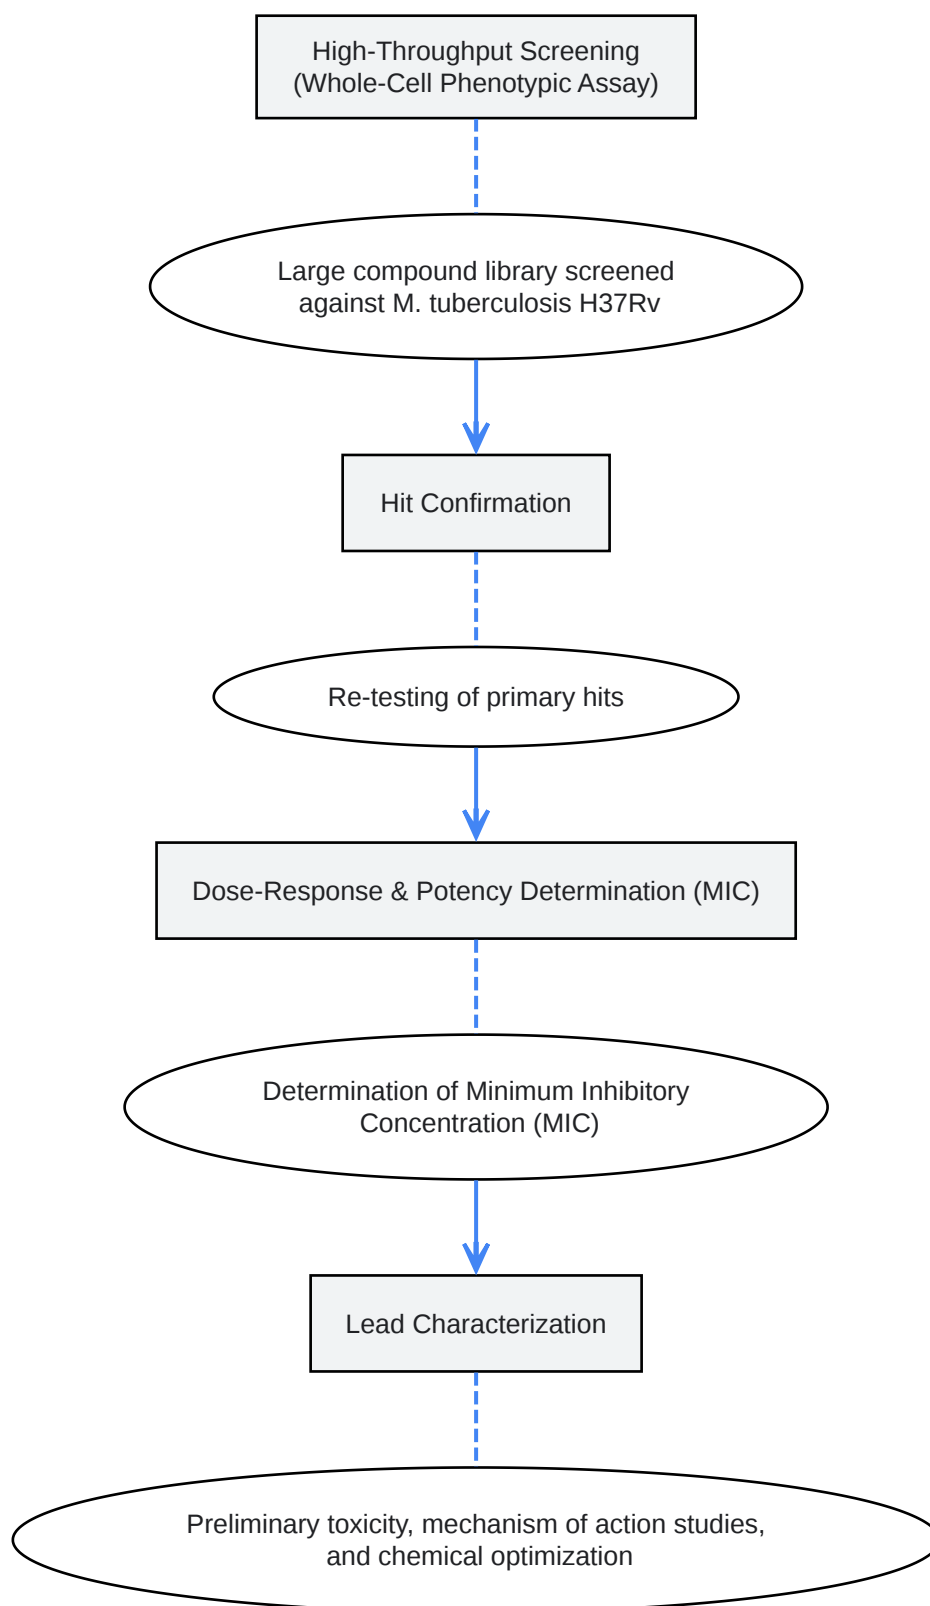 High-Throughput Screening
(Whole-Cell Phenotypic Assay)
Large compound library screened
against M. tuberculosis H37Rv
Hit Confirmation
Re-testing of primary hits
Dose-Response & Potency Determination (MIC)
Determination of Minimum Inhibitory
Concentration (MIC)
Lead Characterization
Preliminary toxicity, mechanism of action studies,
and chemical optimization